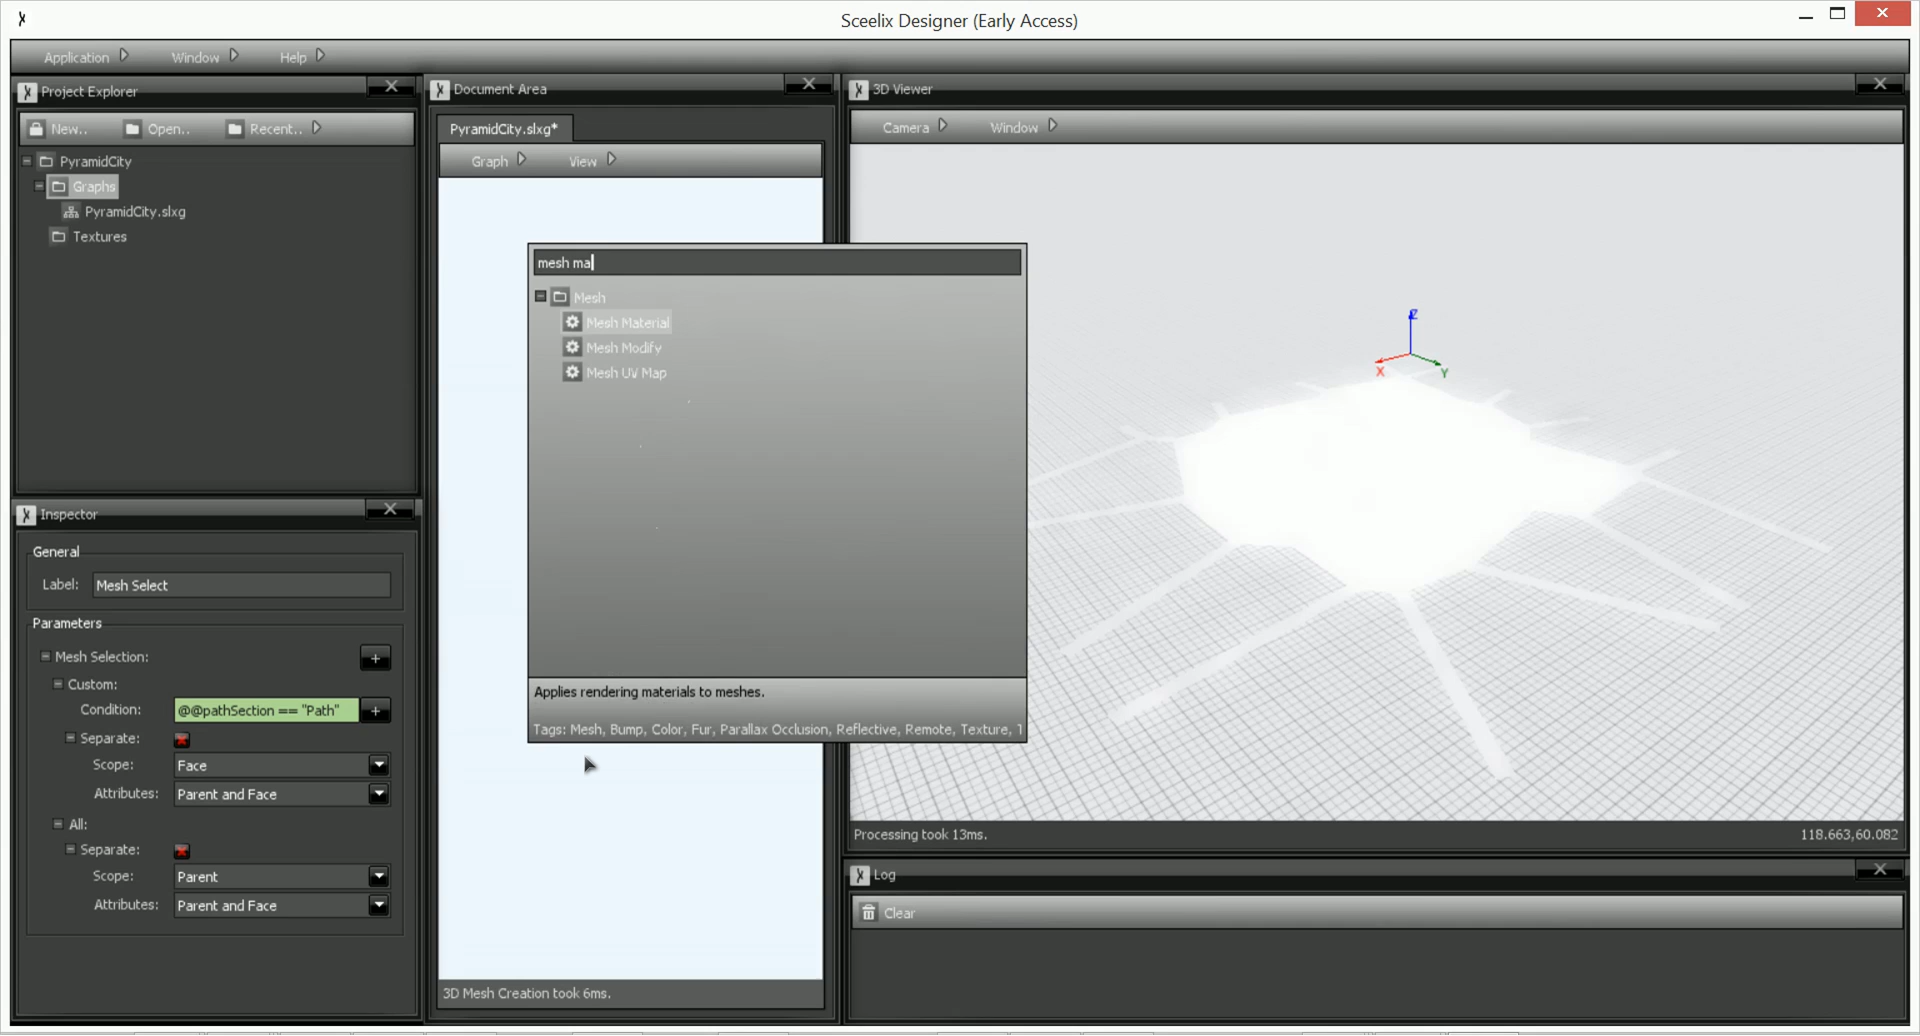 Sceelix Designer (Early Access)
Application
Window
Help
Project Explorer
New..
Open..
Recent..
PyramidCity
Graphs
PyramidCity.slxg
Textures
Inspector
General
Label: Mesh Select
Parameters
Mesh Selection:
+
Custom:
Condition: @@pathSection == "Path" +
Separate:
Scope: Face
Attributes: Parent and Face
All:
Separate:
Scope: Parent
Attributes: Parent and Face
Document Area
PyramidCity.slxg*
Graph
View
mesh ma
Mesh
Mesh Material
Mesh Modify
Mesh UV Map
Applies rendering materials to meshes.
Tags: Mesh, Bump, Color, Fur, Parallax Occlusion, Reflective, Remote, Texture,
3D Mesh Creation took 6ms.
3D Viewer
Camera
Window
Z
X
Y
Processing took 13ms.
118.663,60.082
Log
Clear